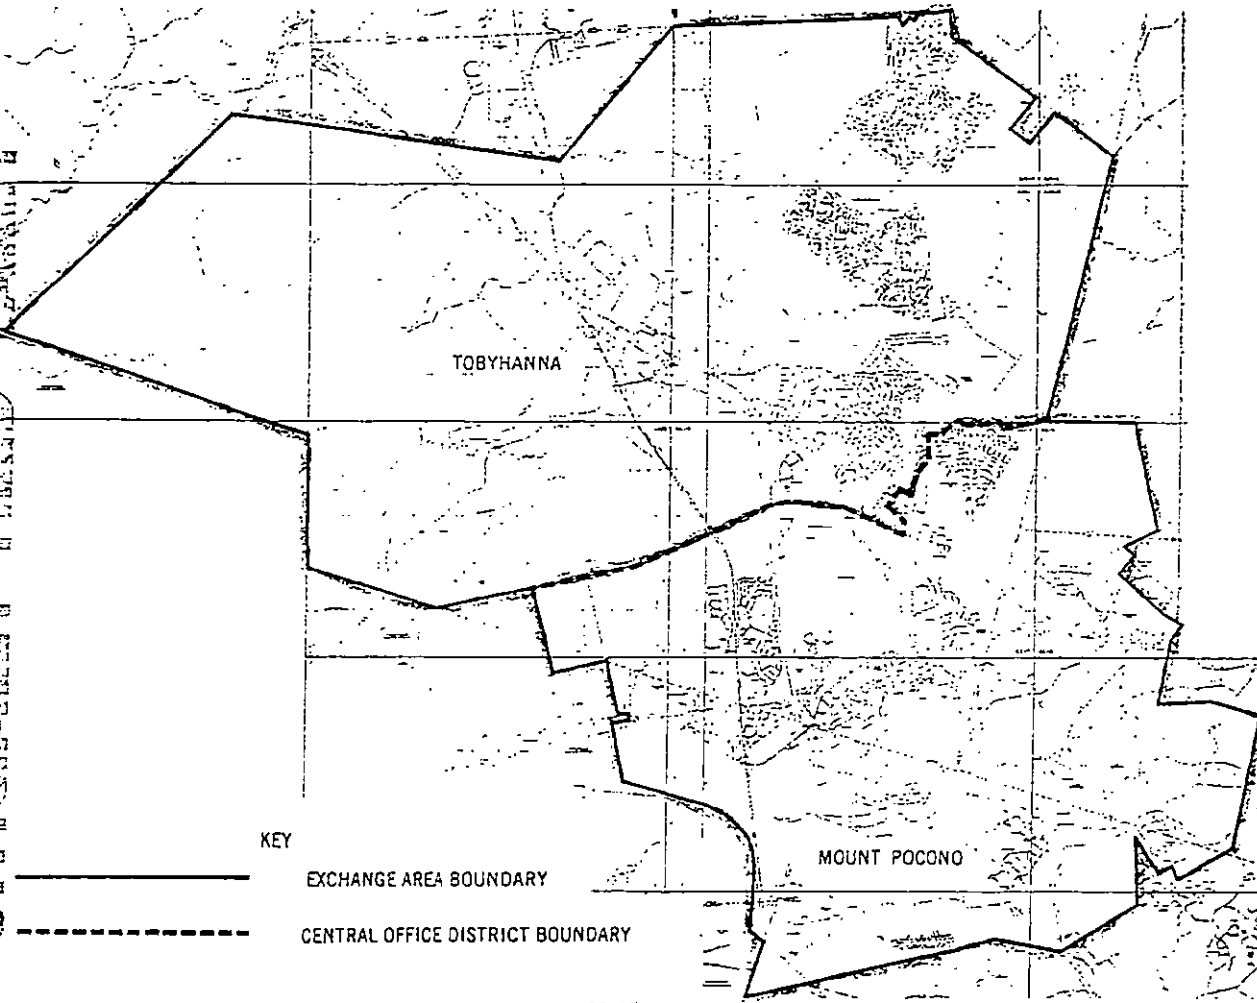 TOBYHANNA
MOUNT POCONO
KEY
EXCHANGE AREA BOUNDARY
CENTRAL OFFICE DISTRICT BOUNDARY